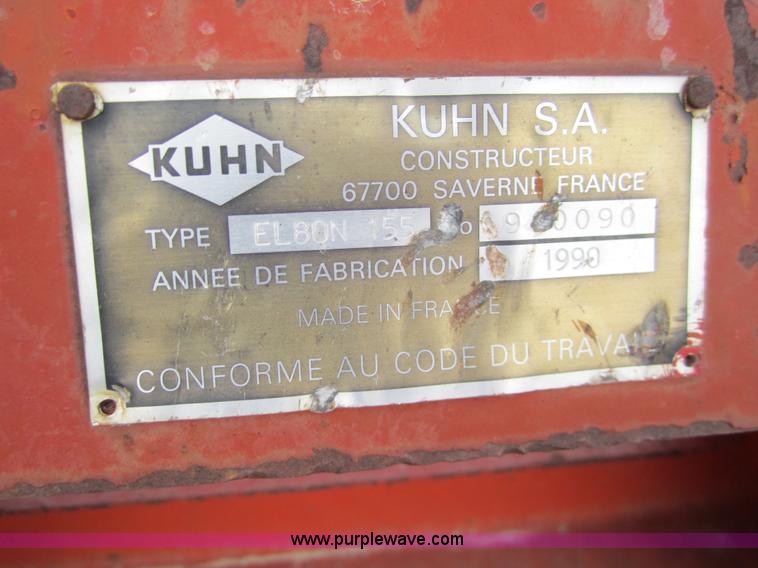 KUHN
KUHN S.A.
CONSTRUCTEUR
67700 SAVERNE FRANCE
TYPE EL80N 155
ANNEE DE FABRICATION 1990
MADE IN FRANCE
CONFORME AU CODE DU TRAVAIL
www.purplewave.com